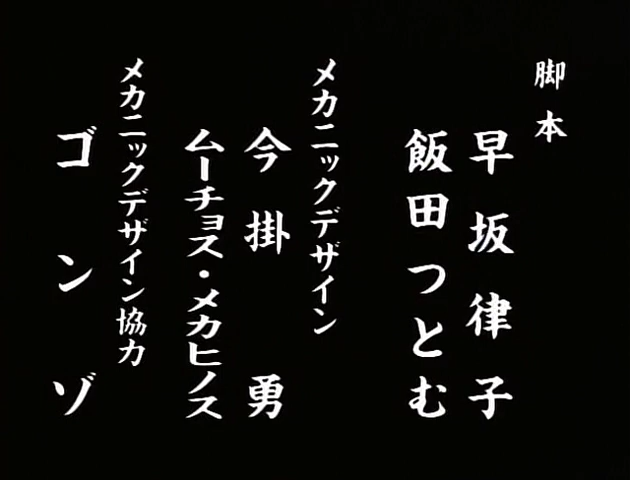 脚本
早坂律子
飯田つとむ
メカニックデザイン
今掛勇
ムーチョス・メカヒノス
メカニックデザイン協力
ゴンゾ